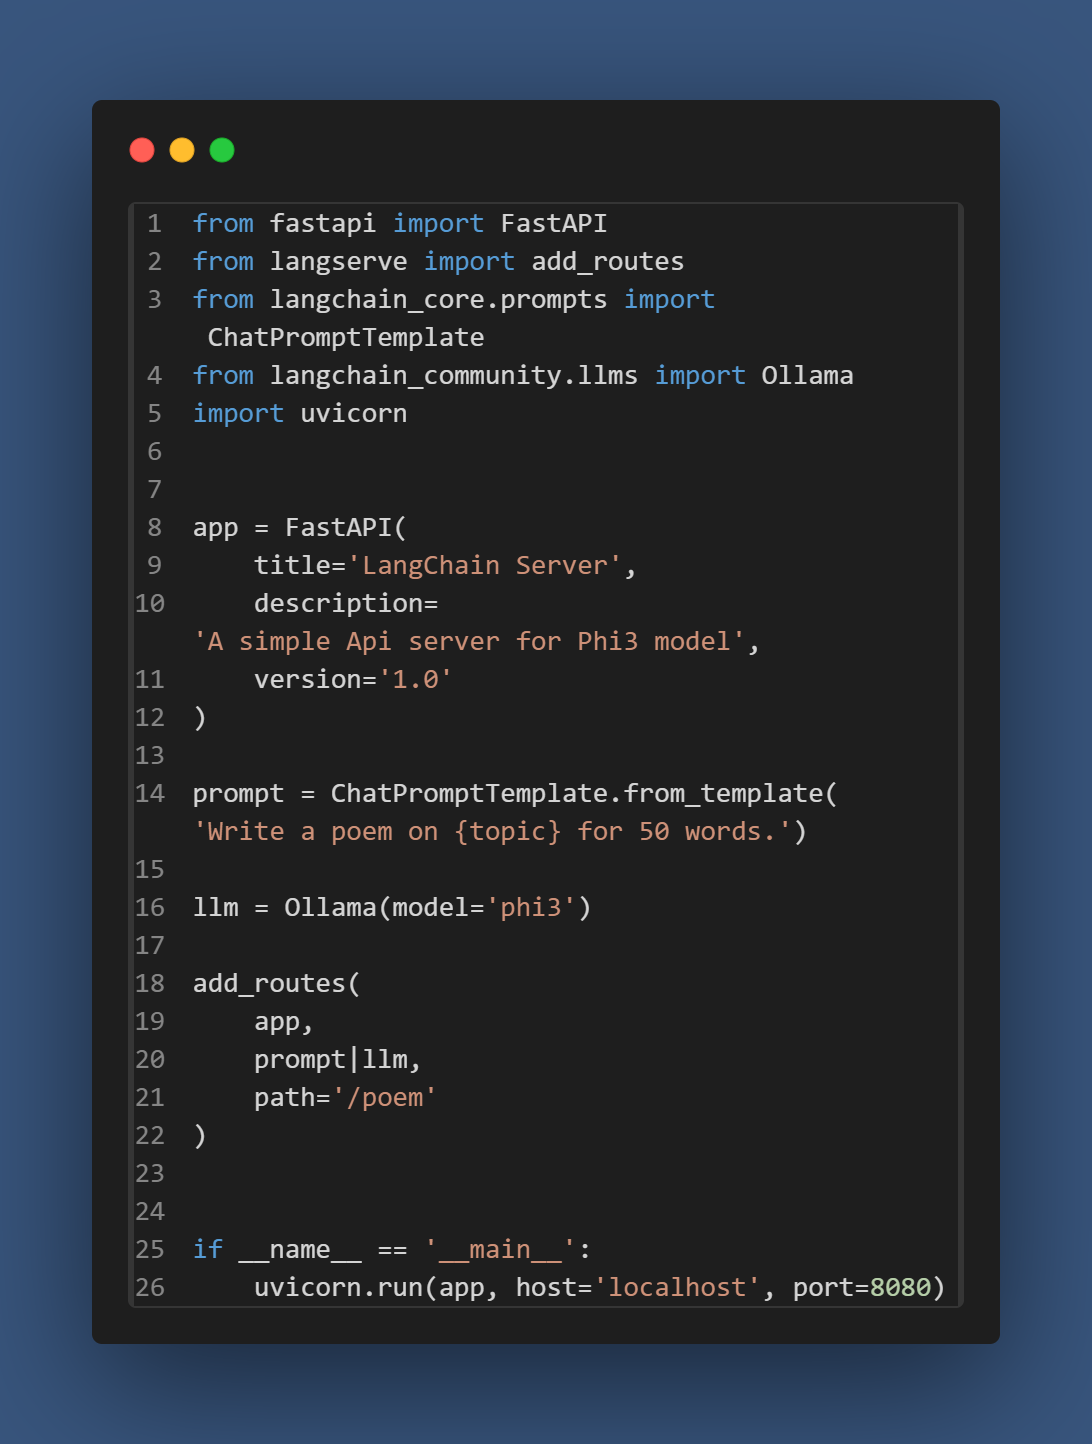 1 from fastapi import FastAPI
2 from langserve import add_routes
3 from langchain_core.prompts import
ChatPromptTemplate
4 from langchain_community.llms import Ollama
5 import uvicorn
6
7
8 app = FastAPI(
9     title='LangChain Server',
10     description=
'A simple Api server for Phi3 model',
11     version='1.0'
12 )
13
14 prompt = ChatPromptTemplate.from_template(
'Write a poem on {topic} for 50 words.')
15
16 llm = Ollama(model='phi3')
17
18 add_routes(
19     app,
20     prompt|llm,
21     path='/poem'
22 )
23
24
25 if __name__ == '__main__':
26     uvicorn.run(app, host='localhost', port=8080)